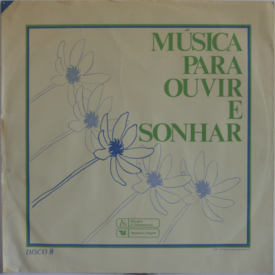 MÚSICA
PARA
OUVIR
E
SONHAR
DISCO 8